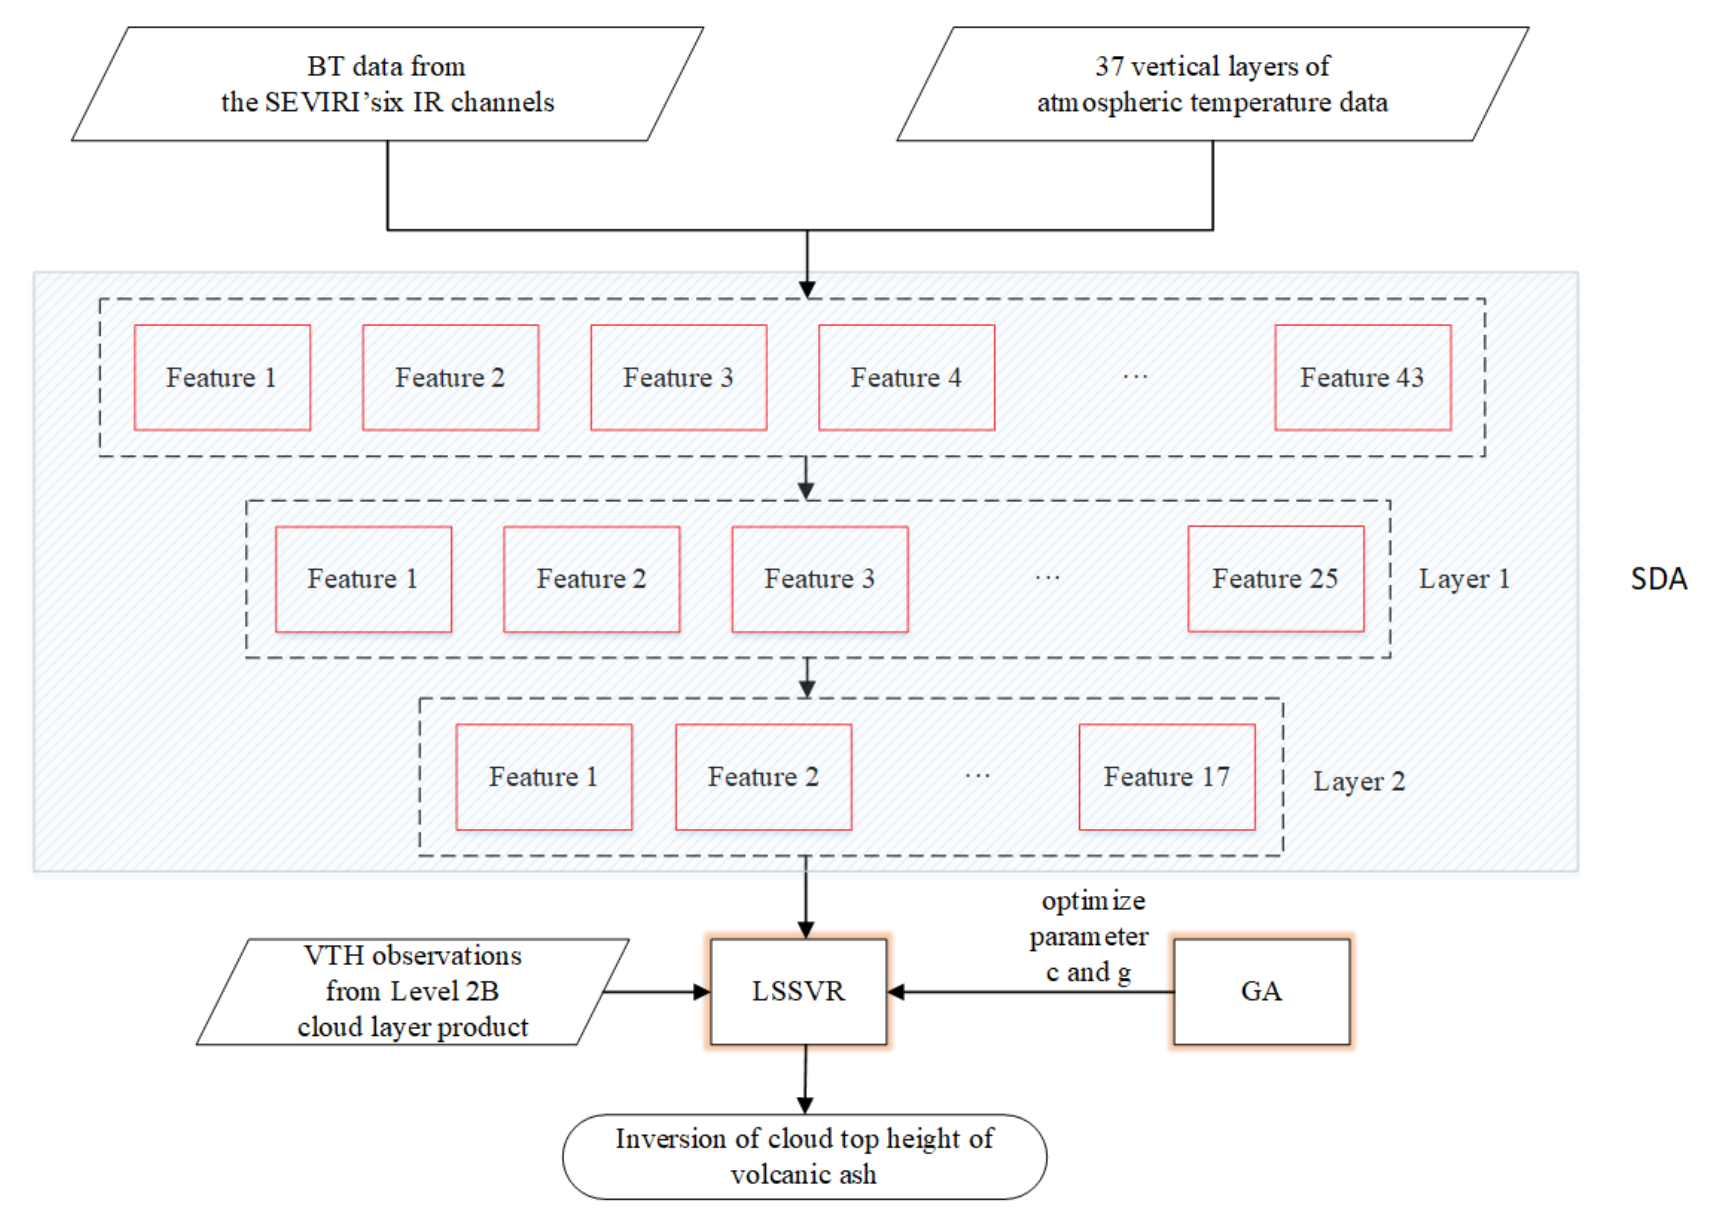 BT data from
the SEVIRI’six IR channels
37 vertical layers of
atmospheric temperature data
Feature 1
Feature 2
Feature 3
Feature 4
···
Feature 43
Feature 1
Feature 2
Feature 3
···
Feature 25
Layer 1
SDA
Feature 1
Feature 2
···
Feature 17
Layer 2
optimize
parameter
c and g
VTH observations
from Level 2B
cloud layer product
LSSVR
GA
Inversion of cloud top height of
volcanic ash